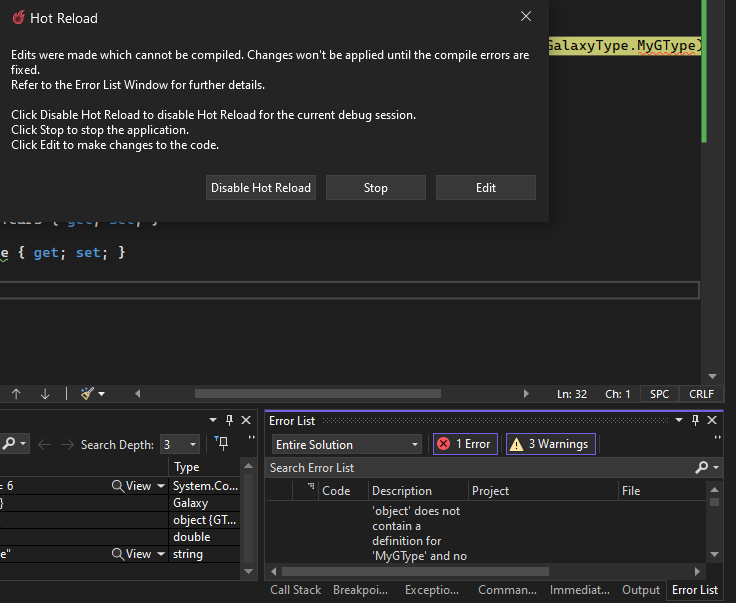 Hot Reload
Edits were made which cannot be compiled. Changes won't be applied until the compile errors are
fixed.
Refer to the Error List Window for further details.
Click Disable Hot Reload to disable Hot Reload for the current debug session.
Click Stop to stop the application.
Click Edit to make changes to the code.
Disable Hot Reload Stop Edit
GalaxyType.MyGType)
{ get; set; }
e { get; set; }
Ln: 32 Ch: 1 SPC CRLF
Search Depth: 3
Type
= 6 View System.Co...
} Galaxy
object {GT...
double
e" View string
Error List
Entire Solution 1 Error 3 Warnings
Search Error List
Code Description Project File
'object' does not
contain a
definition for
'MyGType' and no
Call Stack Breakpoi... Exceptio... Comman... Immediat... Output Error List